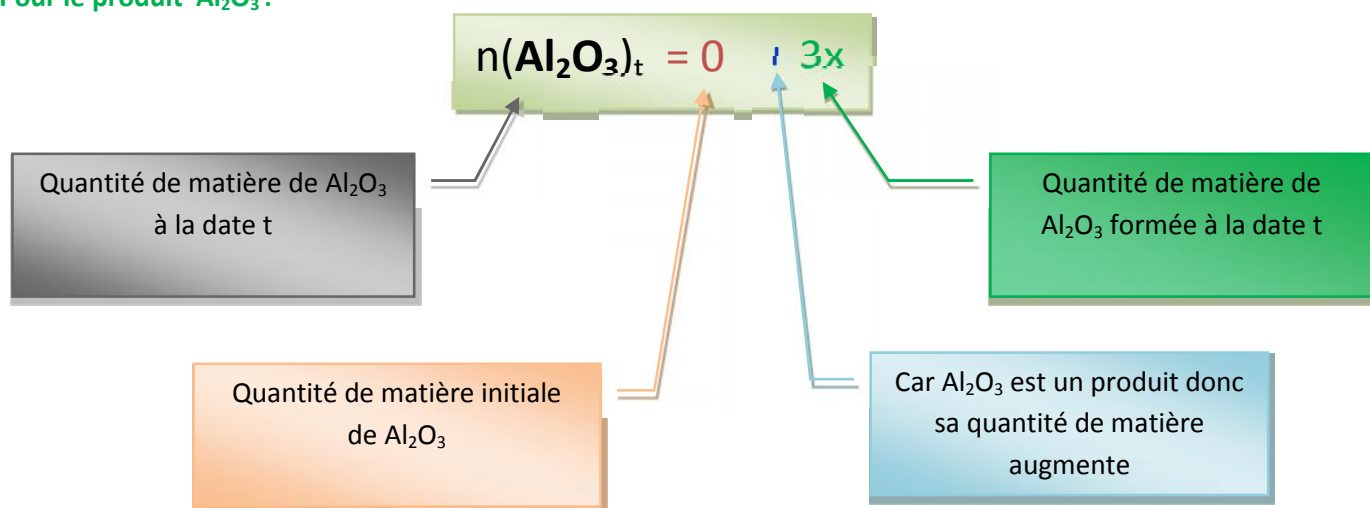 Pour le produit Al₂O₃ :
n(Al₂O₃)ₜ = 0 3x
Quantité de matière de Al₂O₃
à la date t
Quantité de matière de
Al₂O₃ formée à la date t
Quantité de matière initiale
de Al₂O₃
Car Al₂O₃ est un produit donc
sa quantité de matière
augmente